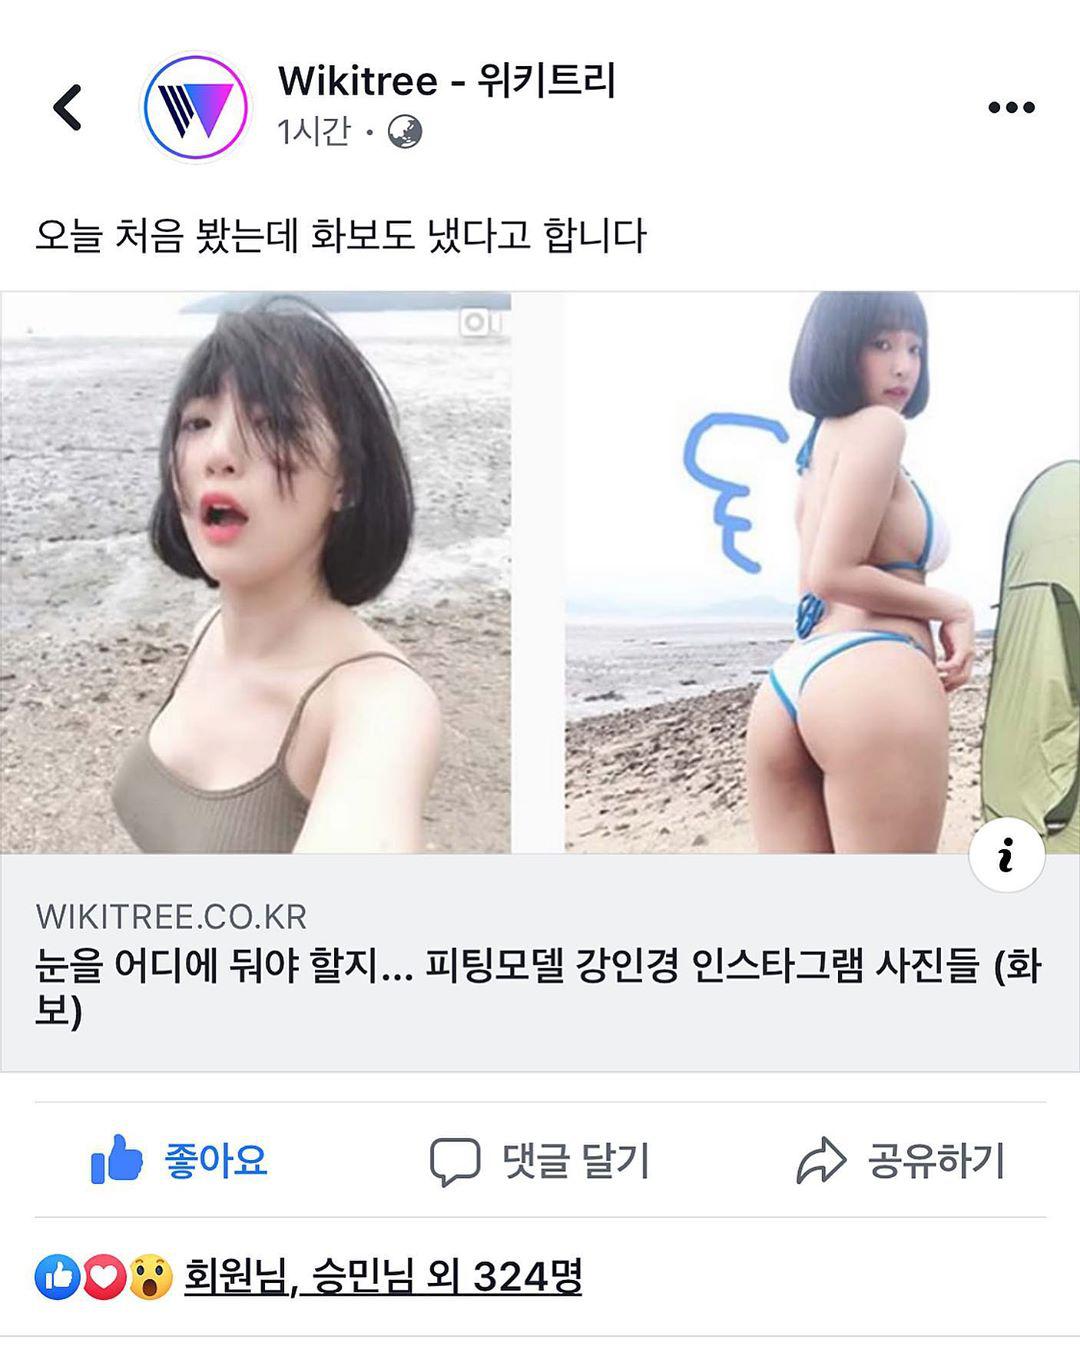 Wikitree - 위키트리
1시간 ·
오늘 처음 봤는데 화보도 냈다고 합니다
WIKITREE.CO.KR
눈을 어디에 둬야 할지... 피팅모델 강인경 인스타그램 사진들 (화
보)
좋아요 댓글 달기 공유하기
회원님, 승민님 외 324명